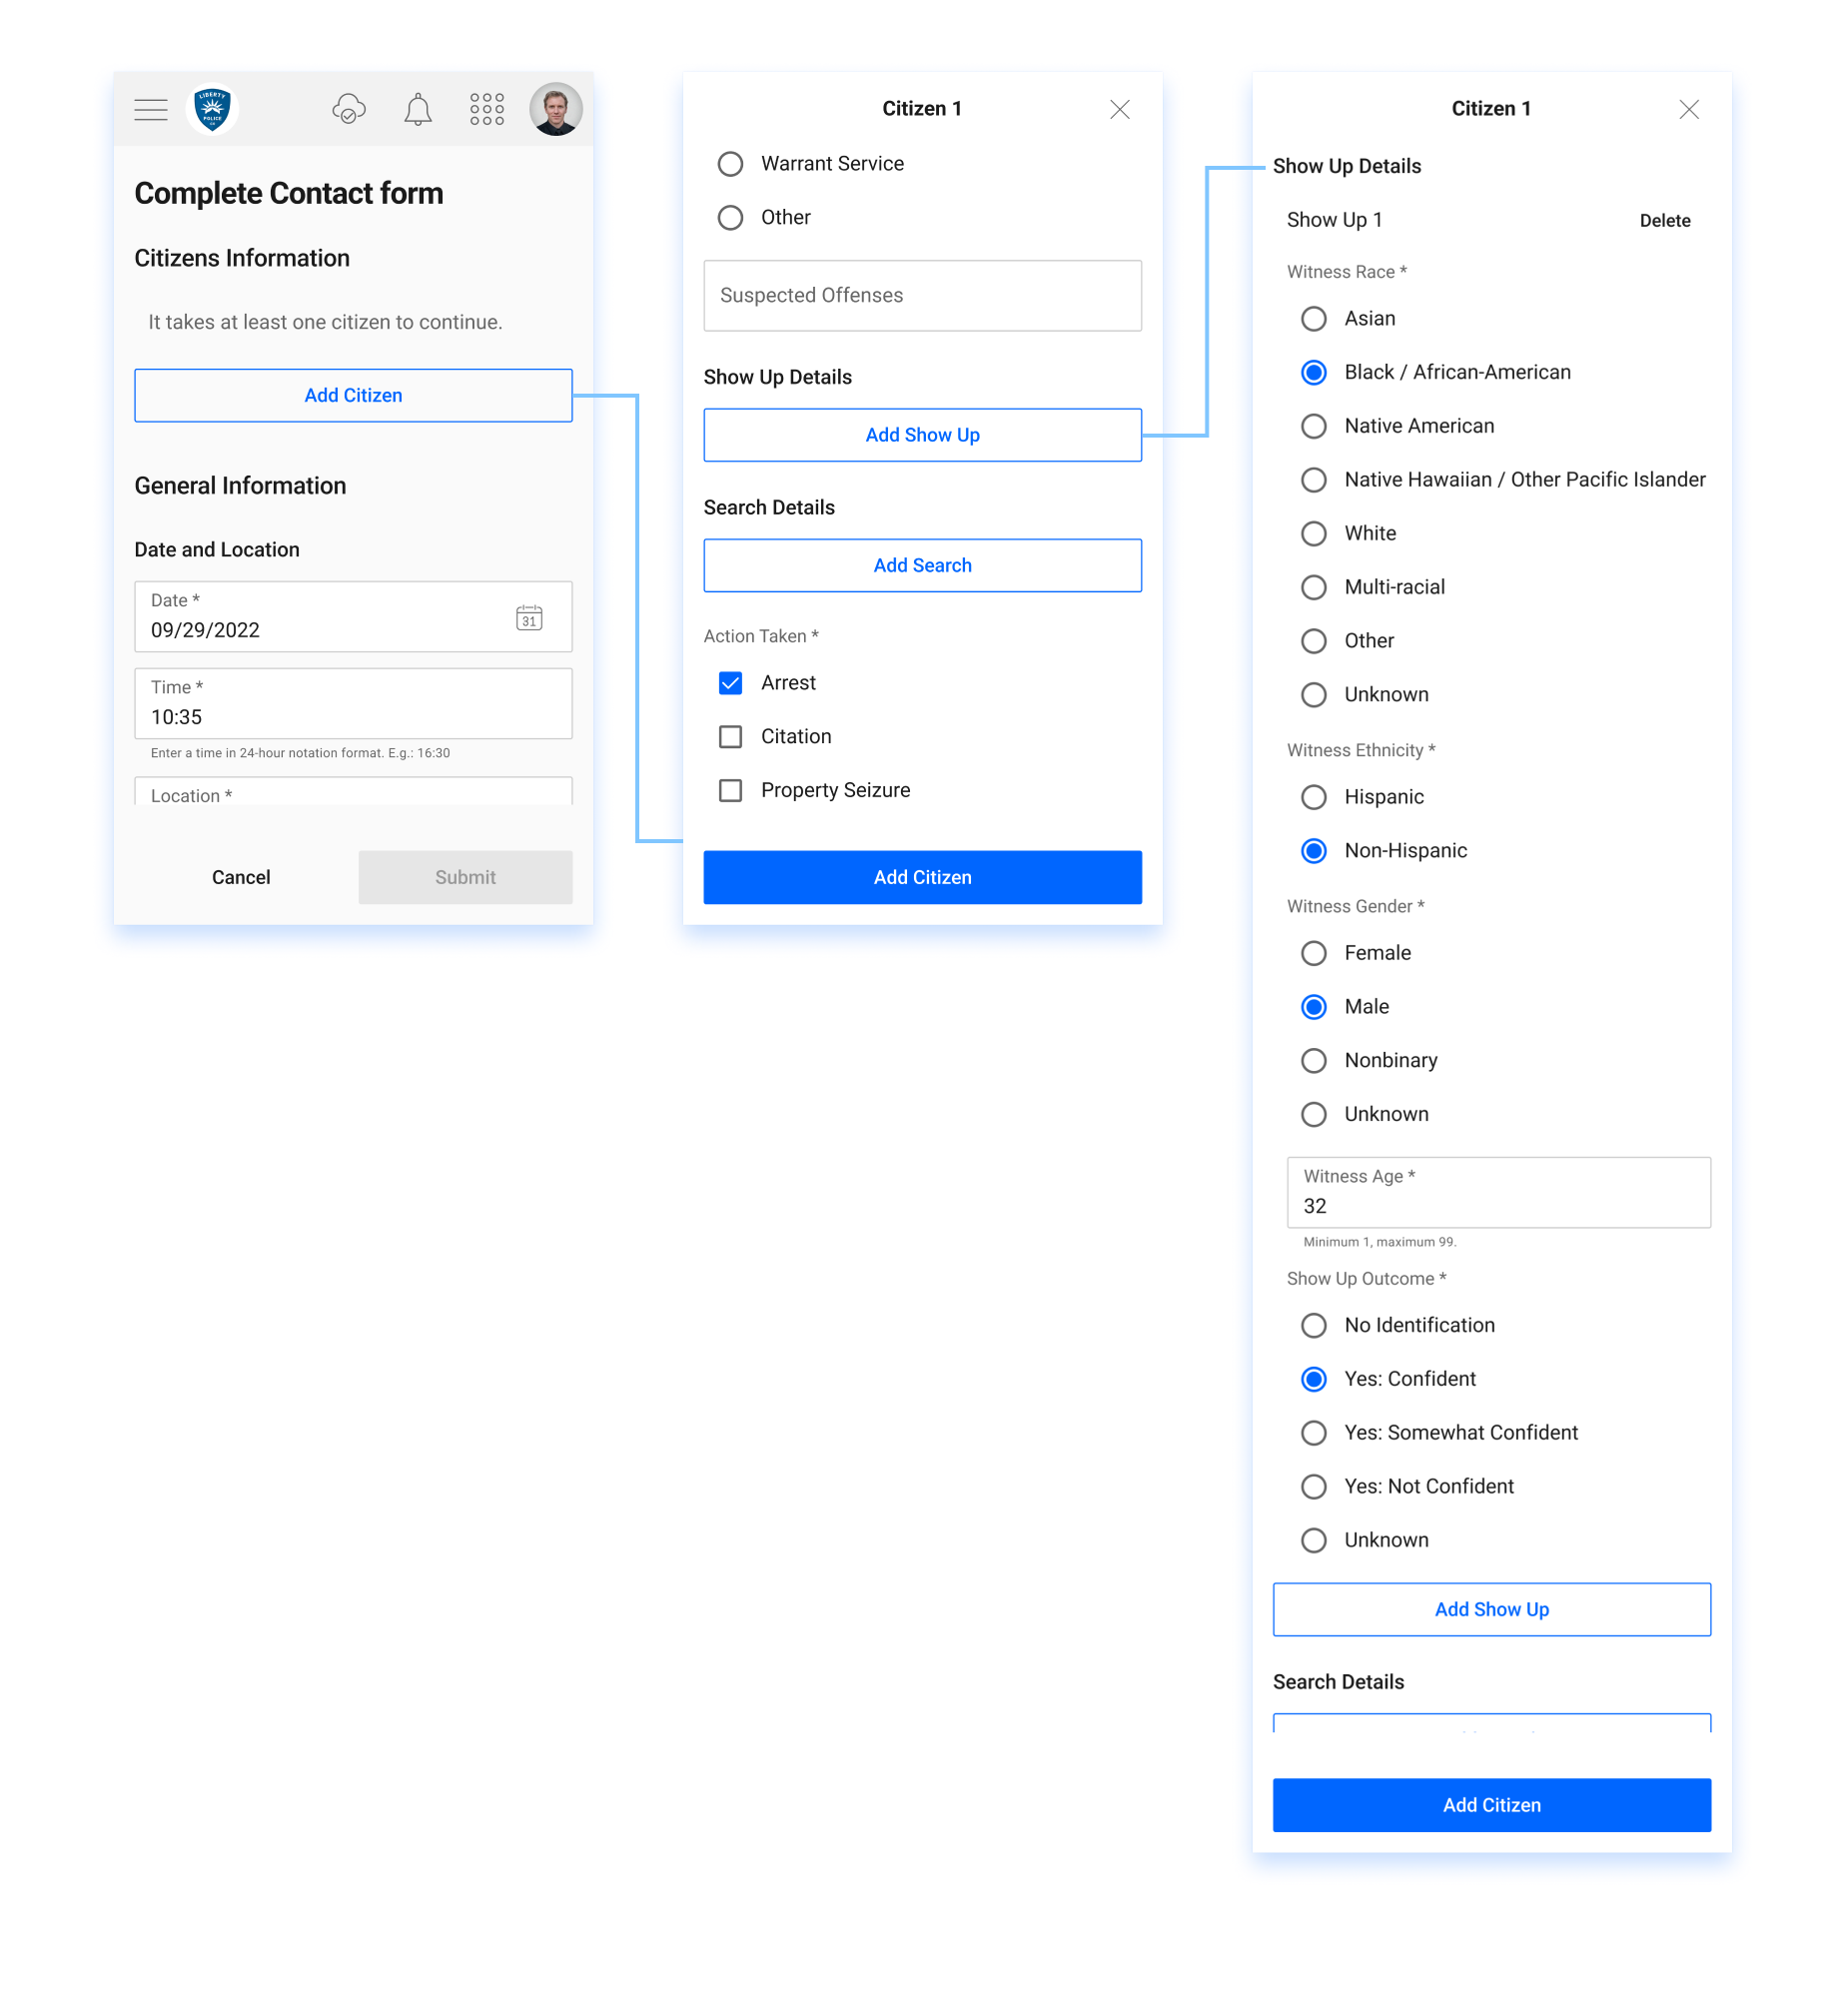 LIBERTY
POLICE
Complete Contact form
Citizens Information
It takes at least one citizen to continue.
Add Citizen
General Information
Date and Location
Date *
09/29/2022
31
Time *
10:35
Enter a time in 24-hour notation format. E.g.: 16:30
Location *
Cancel
Submit
Citizen 1
Warrant Service
Other
Suspected Offenses
Show Up Details
Add Show Up
Search Details
Add Search
Action Taken *
Arrest
Citation
Property Seizure
Add Citizen
Citizen 1
Show Up Details
Show Up 1
Delete
Witness Race *
Asian
Black / African-American
Native American
Native Hawaiian / Other Pacific Islander
White
Multi-racial
Other
Unknown
Witness Ethnicity *
Hispanic
Non-Hispanic
Witness Gender *
Female
Male
Nonbinary
Unknown
Witness Age *
32
Minimum 1, maximum 99.
Show Up Outcome *
No Identification
Yes: Confident
Yes: Somewhat Confident
Yes: Not Confident
Unknown
Add Show Up
Search Details
Add Citizen